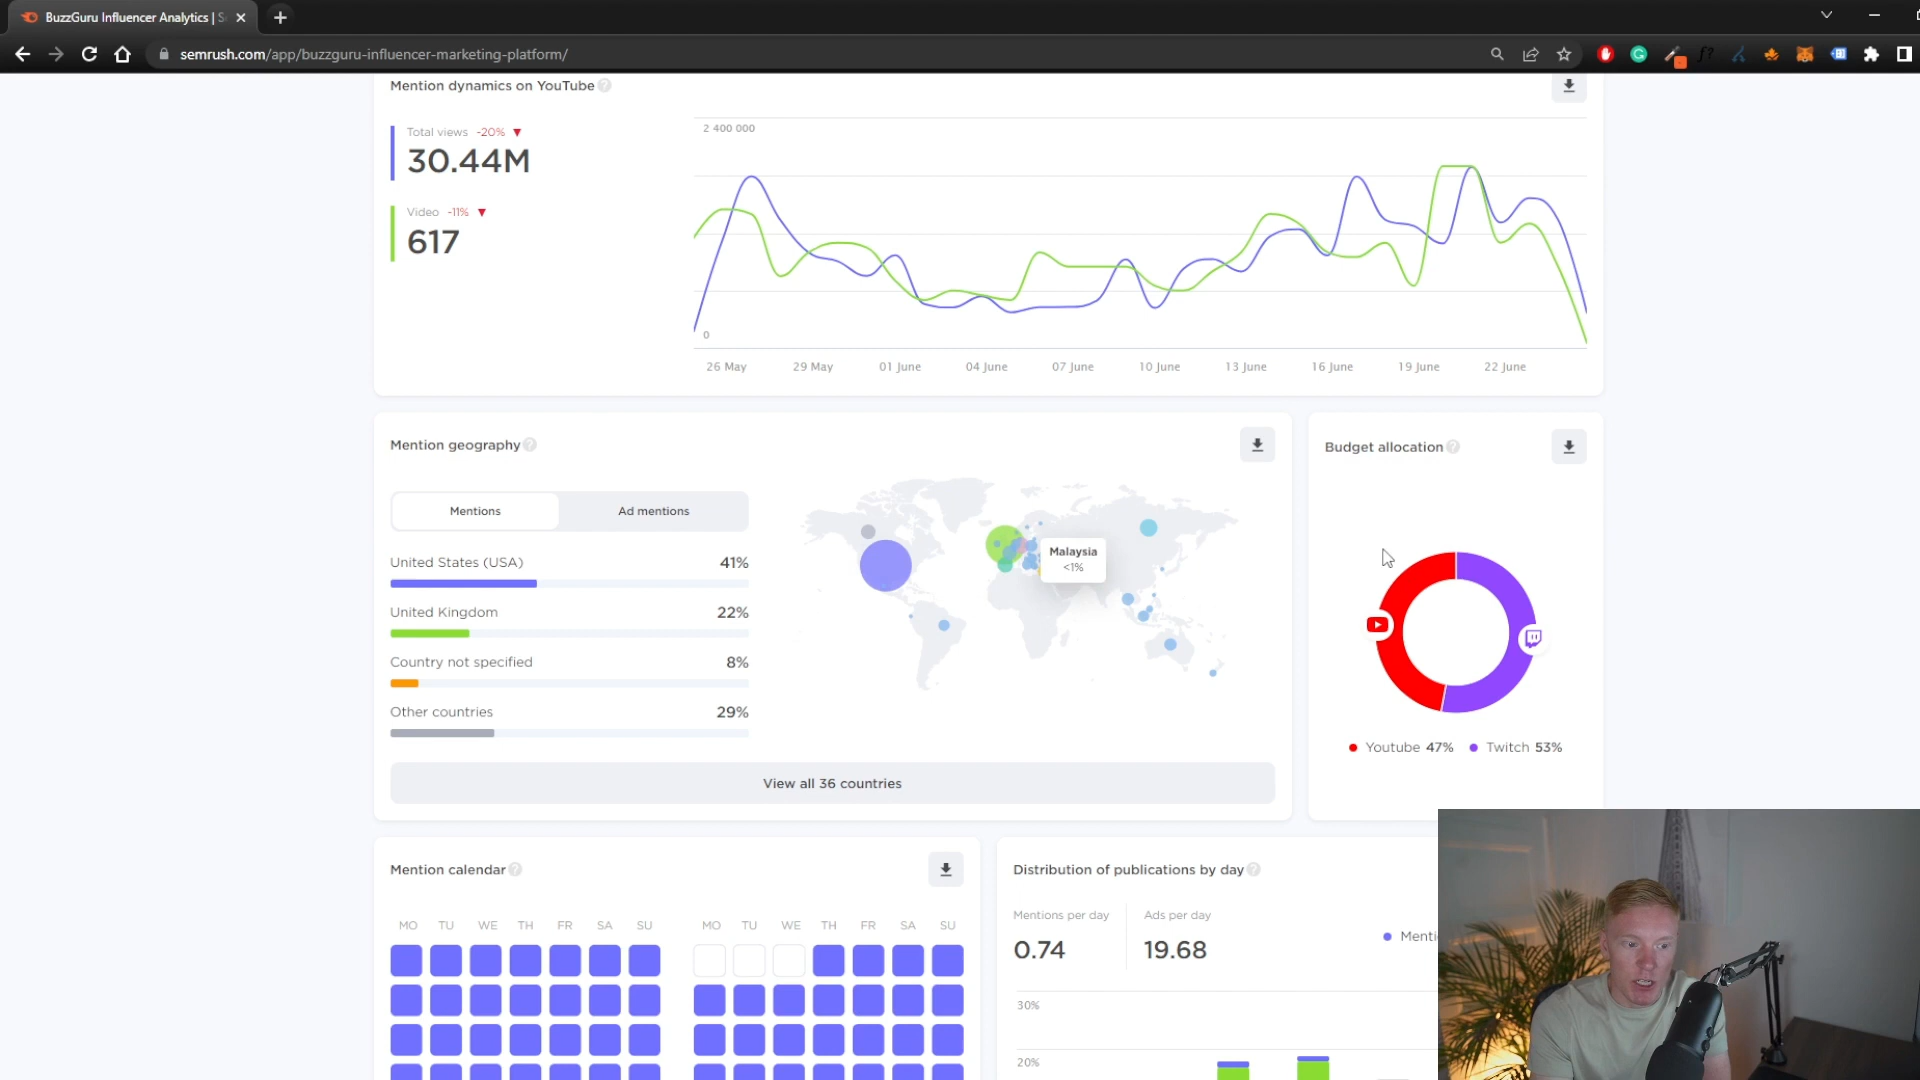 BuzzGuru Influencer Analytics | S
semrush.com/app/buzzguru-influencer-marketing-platform/
Mention dynamics on YouTube
Total views -20%
30.44M
Video -11%
617
2 400 000
0
26 May 29 May 01 June 04 June 07 June 10 June 13 June 16 June 19 June 22 June
Mention geography
Mentions Ad mentions
United States (USA) 41%
United Kingdom 22%
Country not specified 8%
Other countries 29%
Malaysia
<1%
View all 36 countries
Budget allocation
Youtube 47% Twitch 53%
Mention calendar
MO TU WE TH FR SA SU MO TU WE TH FR SA SU
Distribution of publications by day
Mentions per day Ads per day
0.74 19.68
Menti
30%
20%